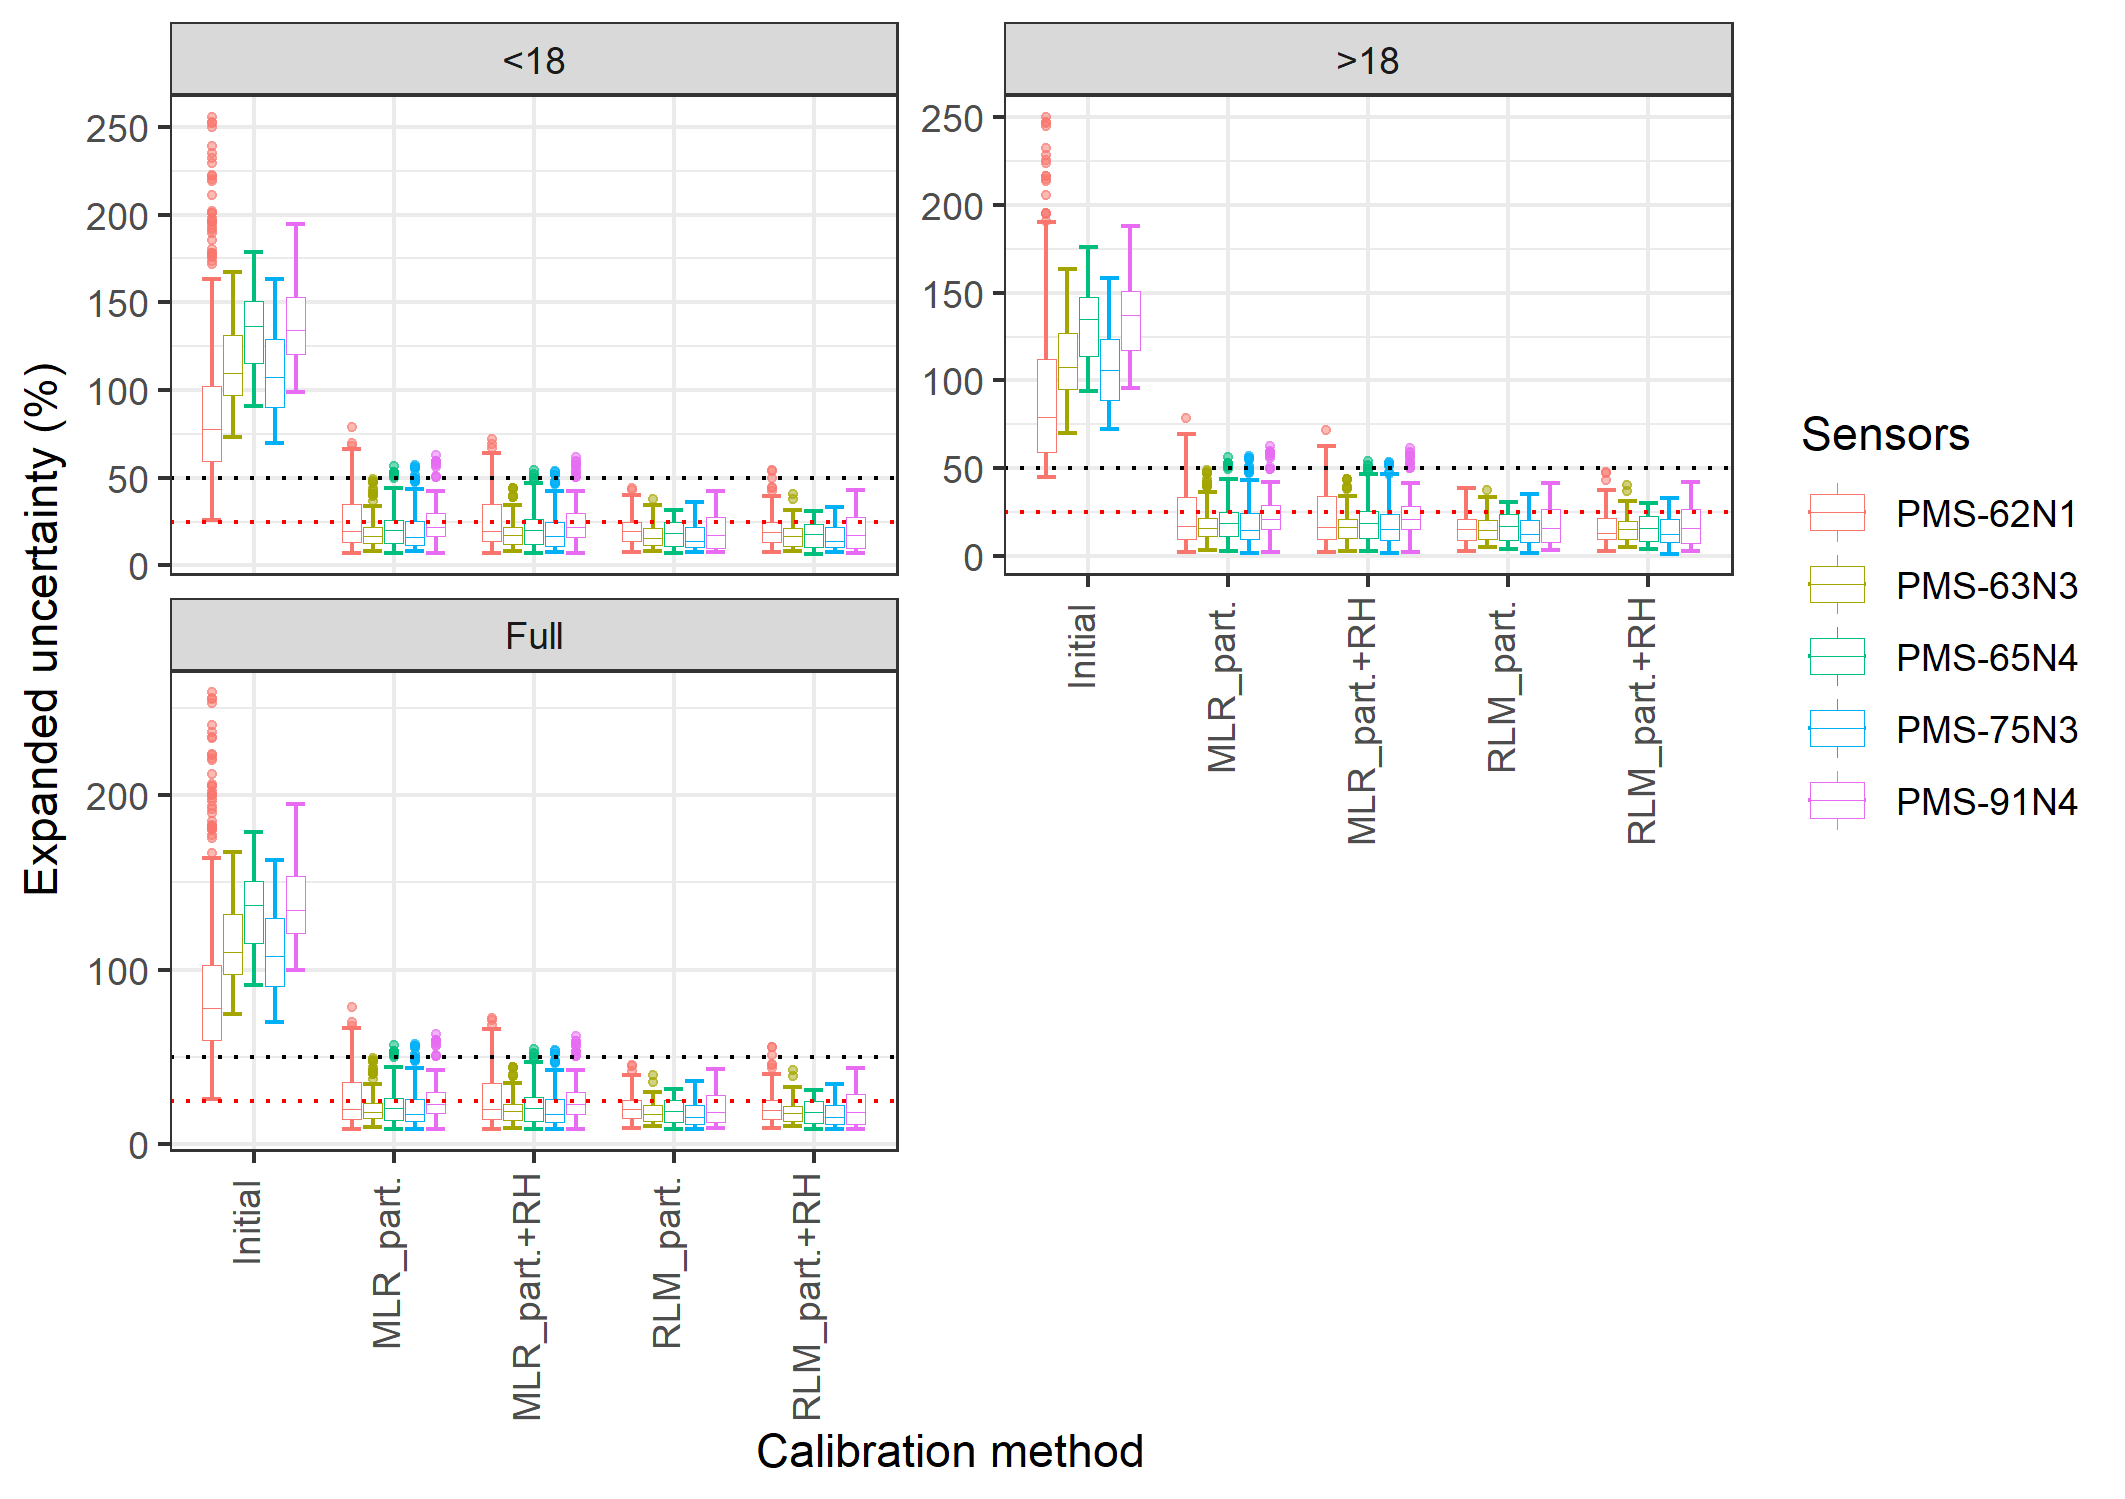 <18
>18
250
200
150
100
50
0
250
200
150
100
50
0
Initial
MLR_part.
MLR_part.+RH
RLM_part.
RLM_part.+RH
Full
200
100
0
Initial
MLR_part.
MLR_part.+RH
RLM_part.
RLM_part.+RH
Expanded uncertainty (%)
Calibration method
Sensors
PMS-62N1
PMS-63N3
PMS-65N4
PMS-75N3
PMS-91N4